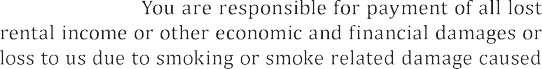 You are responsible for payment of all lost
rental income or other economic and financial damages or
loss to us due to smoking or smoke related damage caused